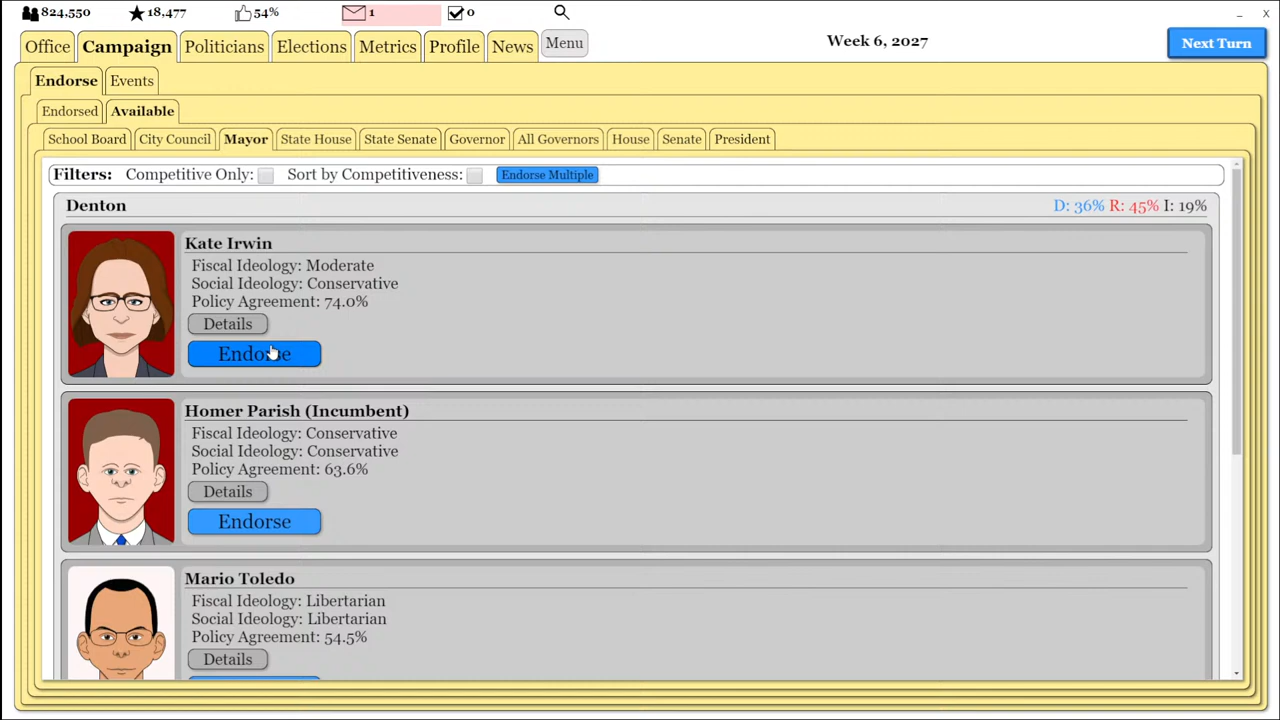 824,550 18,477 54% 1 0
_ x
Office Campaign Politicians Elections Metrics Profile News Menu Week 6, 2027 Next Turn
Endorse Events
Endorsed Available
School Board City Council Mayor State House State Senate Governor All Governors House Senate President
Filters: Competitive Only: Sort by Competitiveness: Endorse Multiple
Denton D: 36% R: 45% I: 19%
Kate Irwin
Fiscal Ideology: Moderate
Social Ideology: Conservative
Policy Agreement: 74.0%
Details
Endorse
Homer Parish (Incumbent)
Fiscal Ideology: Conservative
Social Ideology: Conservative
Policy Agreement: 63.6%
Details
Endorse
Mario Toledo
Fiscal Ideology: Libertarian
Social Ideology: Libertarian
Policy Agreement: 54.5%
Details